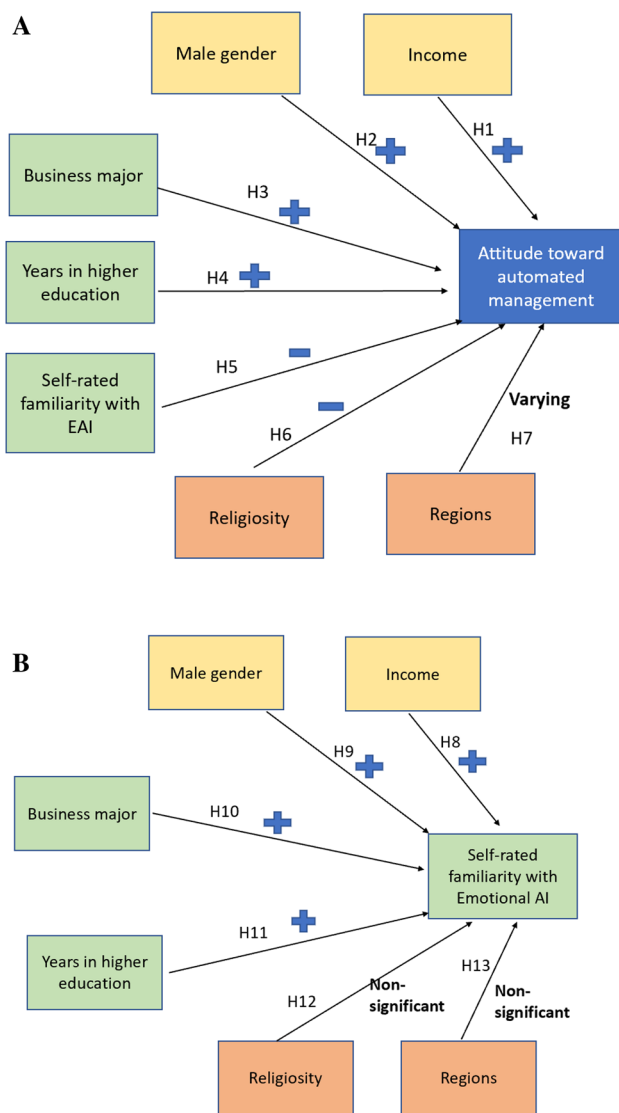 A
Male gender
Income
H2
H1
Business major
H3
Attitude toward
automated
management
Years in higher
education
H4
Self-rated
familiarity with
EAI
H5
H6
Varying
H7
Religiosity
Regions
B
Male gender
Income
H9
H8
Business major
H10
Self-rated
familiarity with
Emotional AI
Years in higher
education
H11
H12
Non-
significant
H13
Non-
significant
Religiosity
Regions